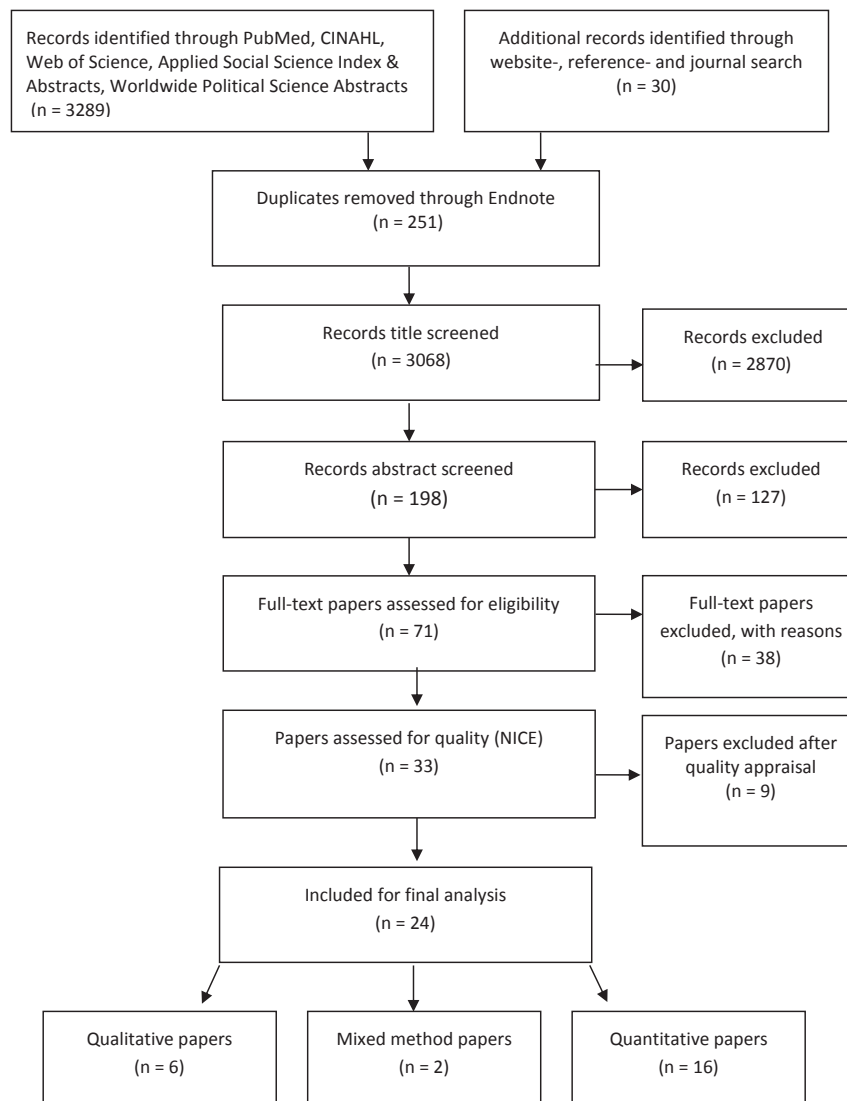 Records identified through PubMed, CINAHL,
Web of Science, Applied Social Science Index &
Abstracts, Worldwide Political Science Abstracts
(n = 3289)
Additional records identified through
website-, reference- and journal search
(n = 30)
Duplicates removed through Endnote
(n = 251)
Records title screened
(n = 3068)
Records excluded
(n = 2870)
Records abstract screened
(n = 198)
Records excluded
(n = 127)
Full-text papers assessed for eligibility
(n = 71)
Full-text papers
excluded, with reasons
(n = 38)
Papers assessed for quality (NICE)
(n = 33)
Papers excluded after
quality appraisal
(n = 9)
Included for final analysis
(n = 24)
Qualitative papers
(n = 6)
Mixed method papers
(n = 2)
Quantitative papers
(n = 16)